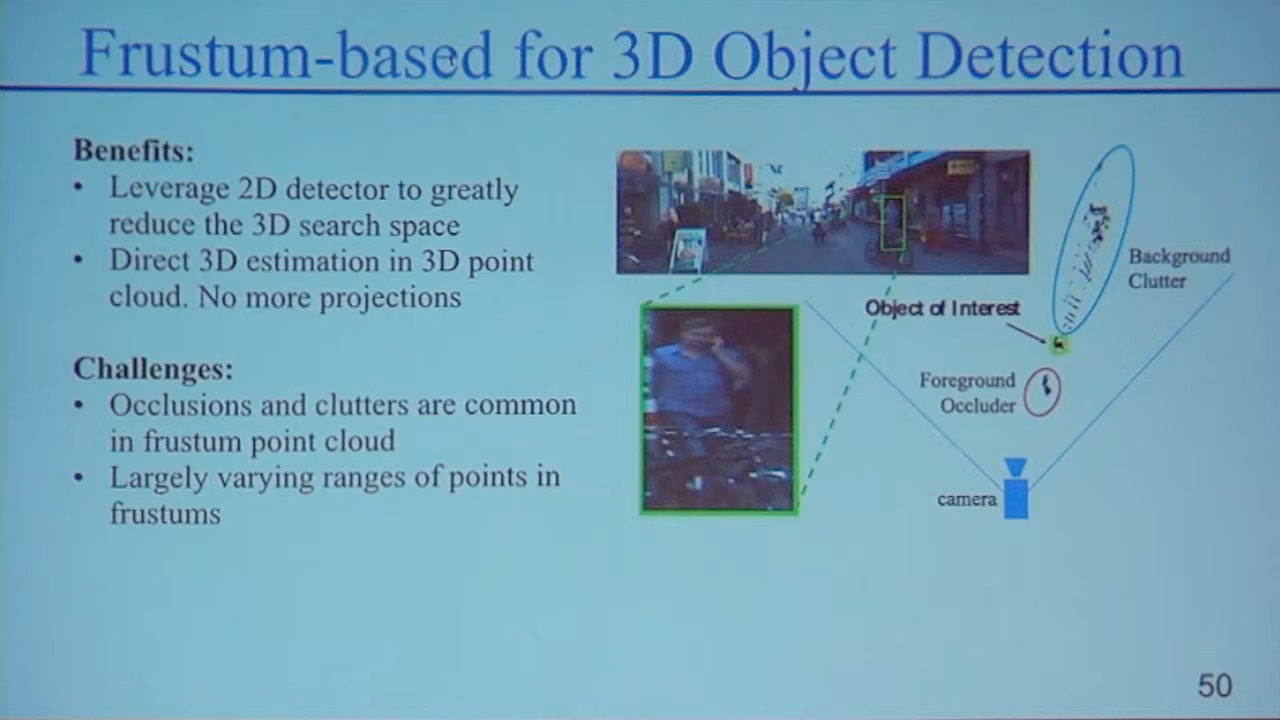 Frustum-based for 3D Object Detection
Benefits:
• Leverage 2D detector to greatly
reduce the 3D search space
• Direct 3D estimation in 3D point
cloud. No more projections
Challenges:
• Occlusions and clutters are common
in frustum point cloud
• Largely varying ranges of points in
frustums
Background
Clutter
Object of Interest
Foreground
Occluder
camera
50